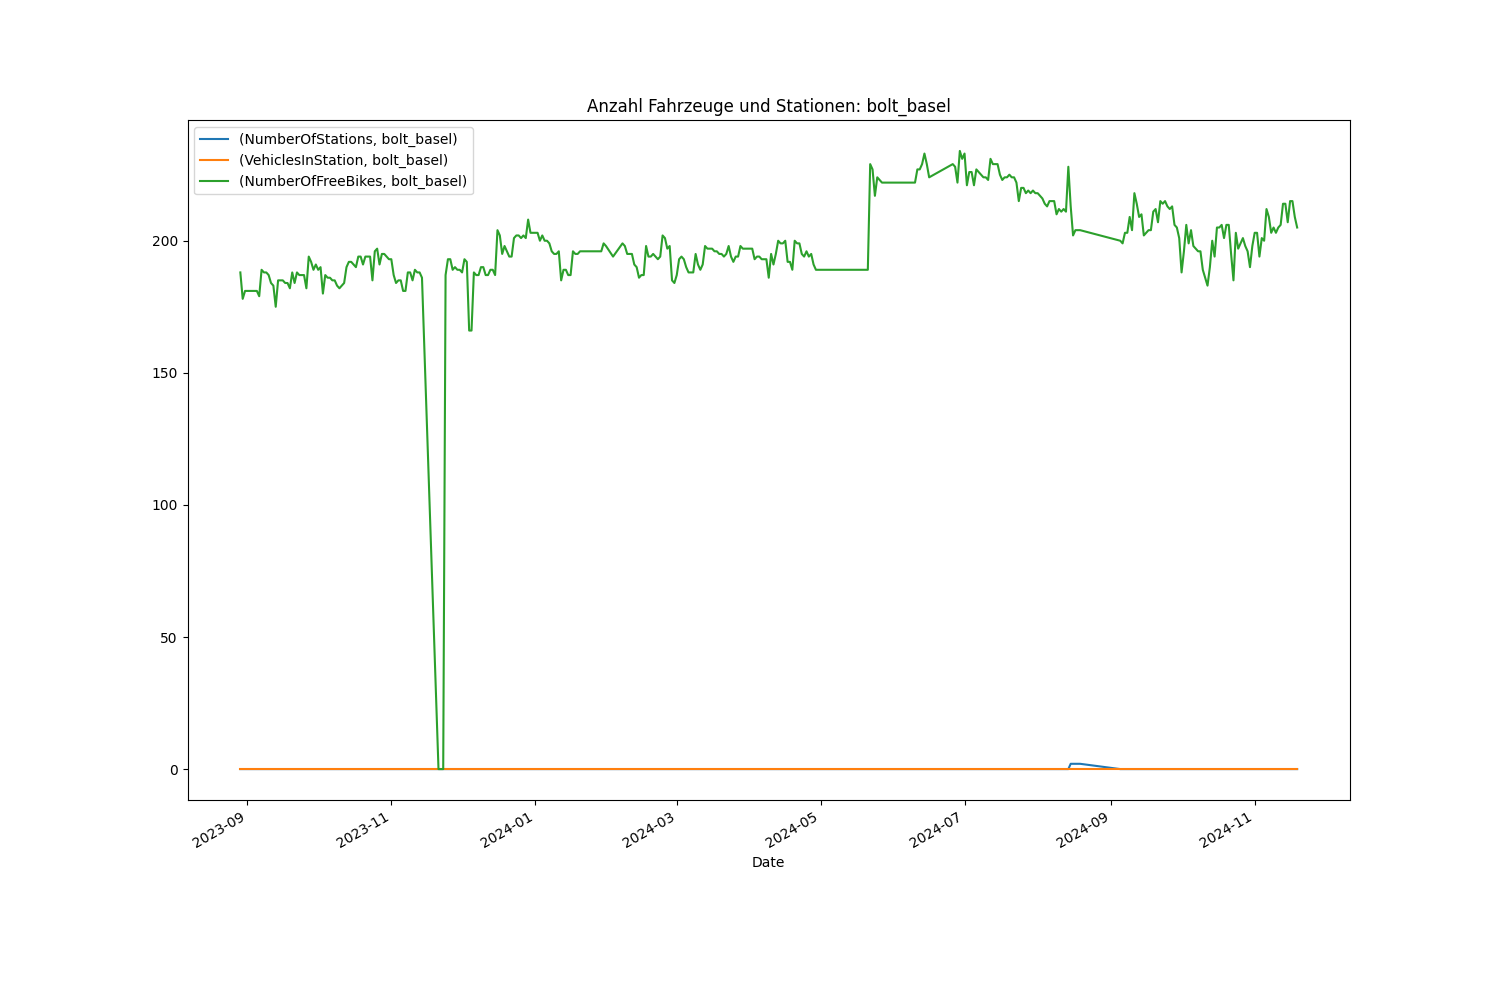 Anzahl Fahrzeuge und Stationen: bolt_basel
(NumberOfStations, bolt_basel)
(VehiclesInStation, bolt_basel)
(NumberOfFreeBikes, bolt_basel)
200
150
100
50
0
2023-09
2023-11
2024-01
2024-03
2024-05
2024-07
2024-09
2024-11
Date